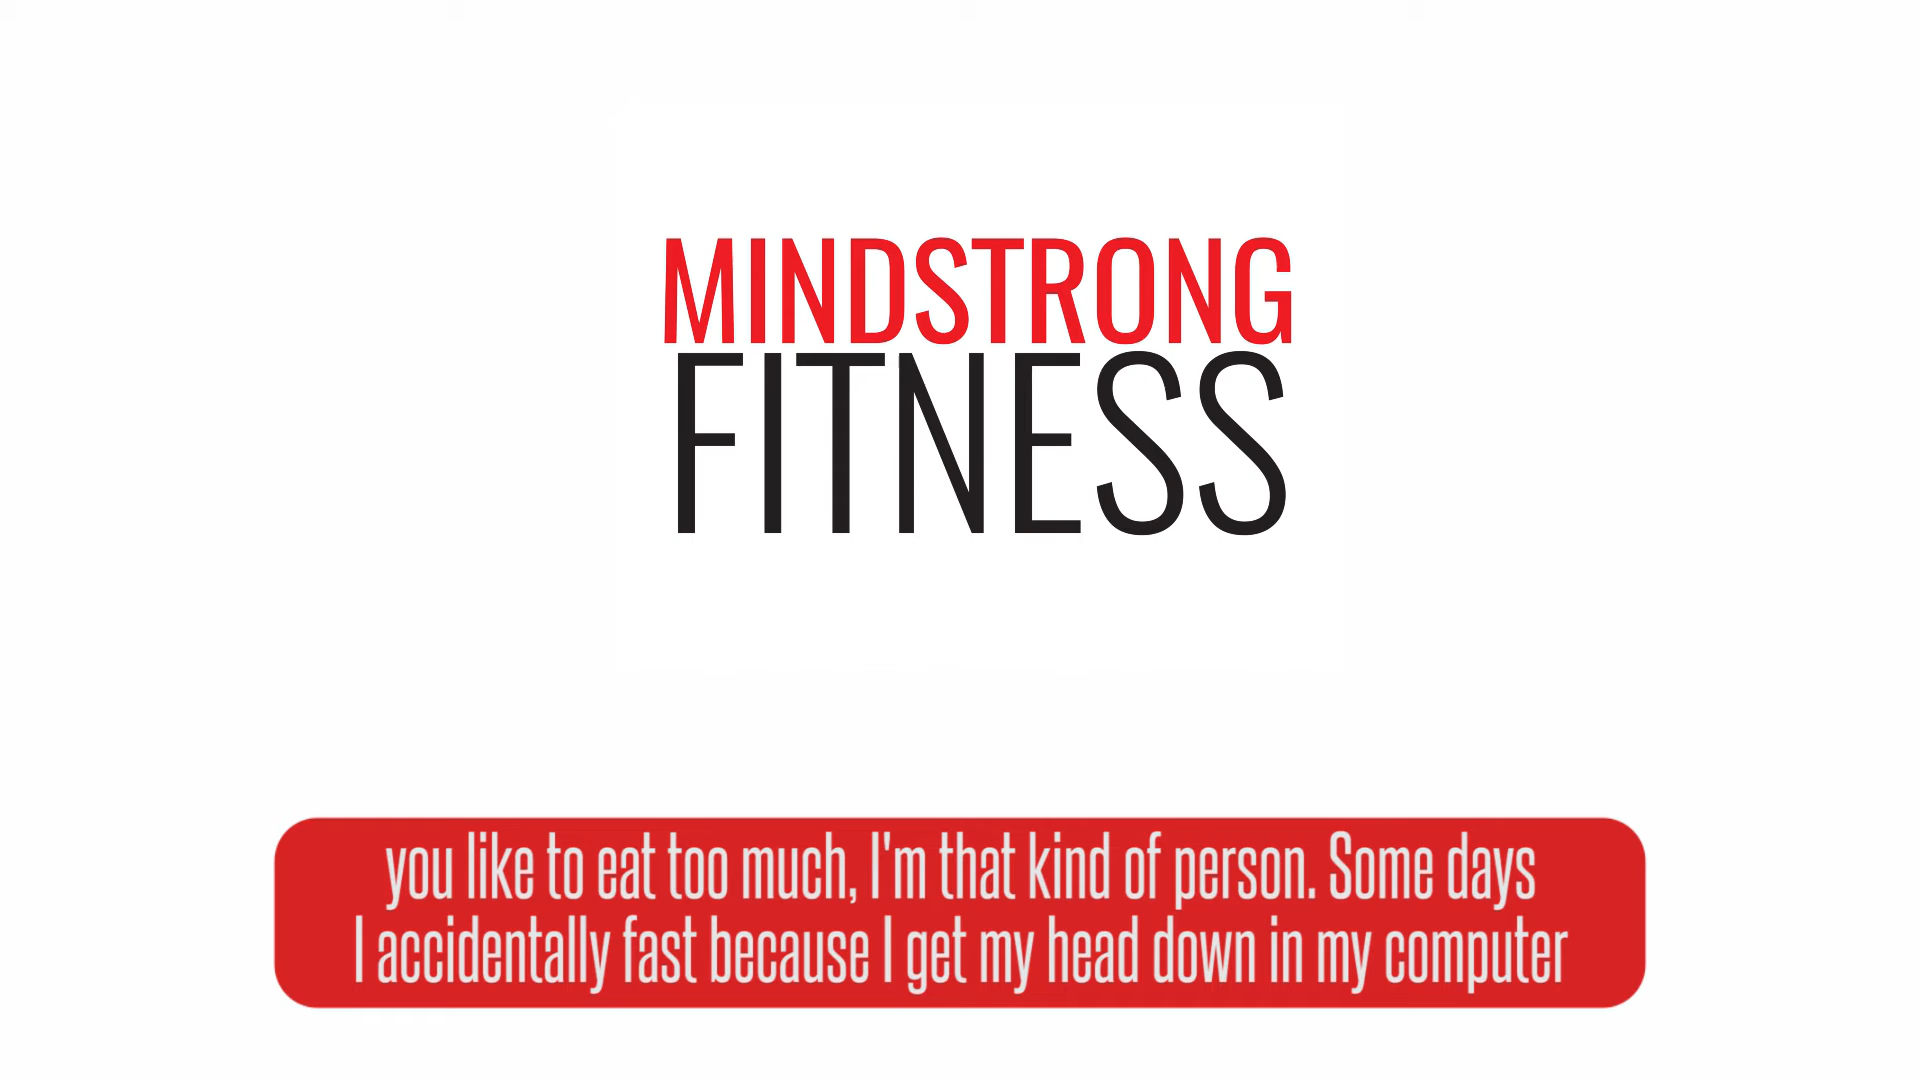 MINDSTRONG
FITNESS
you like to eat too much, I'm that kind of person. Some days
I accidentally fast because I get my head down in my computer